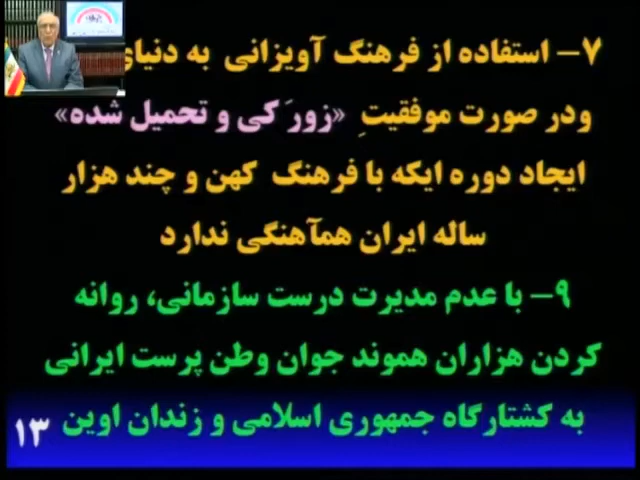 ۷- استفاده از فرهنگ آویزانی به دنیای
ودر صورت موفقیتِ «زورَکی و تحمیل شده»
ایجاد دوره ایکه با فرهنگ کهن و چند هزار
ساله ایران همآهنگی ندارد
۹- با عدم مدیرت درست سازمانی، روانه
کردن هزاران هموند جوان وطن پرست ایرانی
به کشتارگاه جمهوری اسلامی و زندان اوین
۱۳